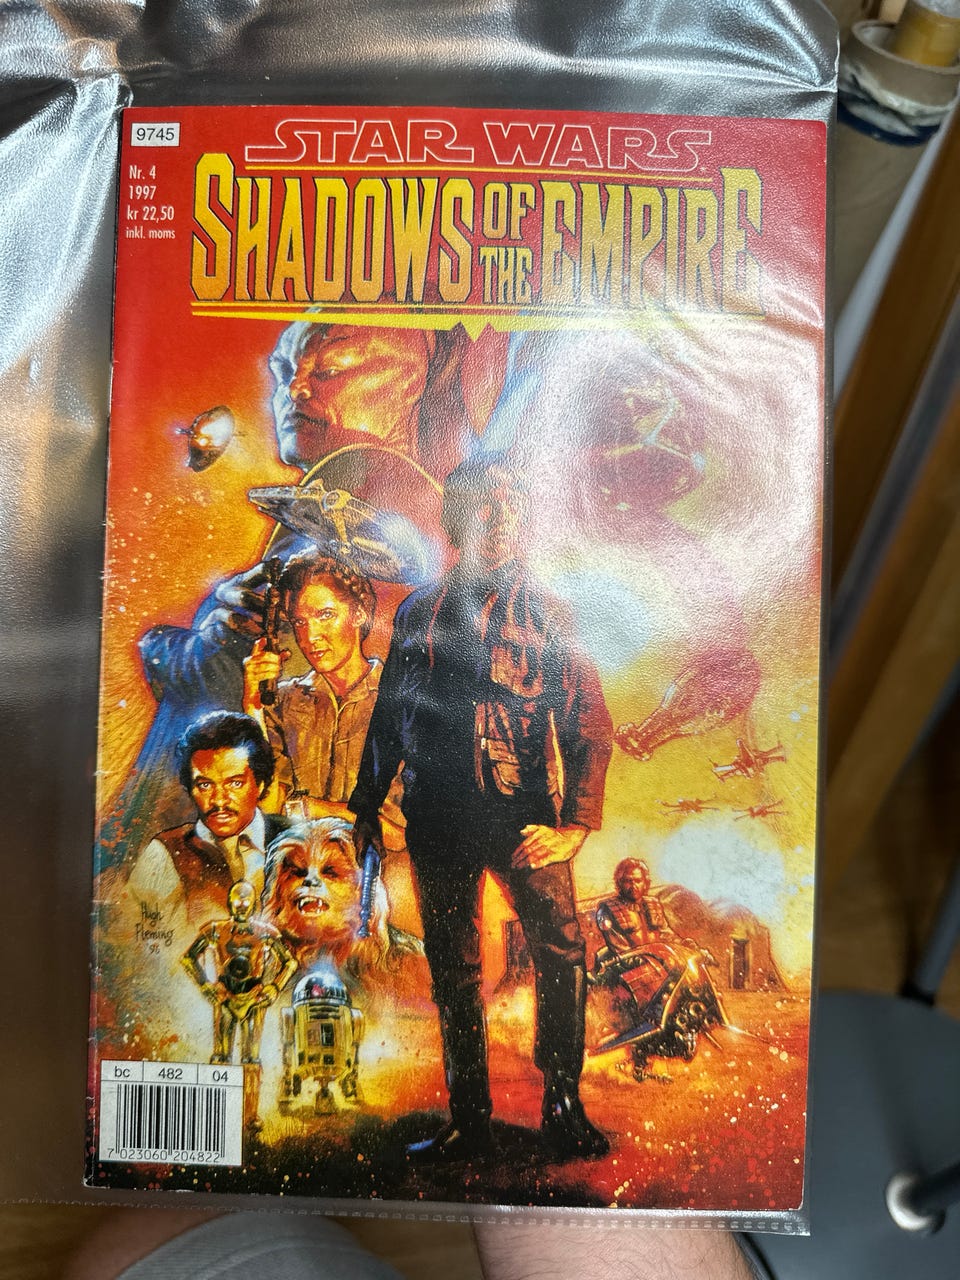 9745
STAR WARS
Nr. 4
1997
kr 22,50
inkl. moms
SHADOWS OF THE EMPIRE
Hugh
Fleming
96
bc 482 04
7 023060 204822